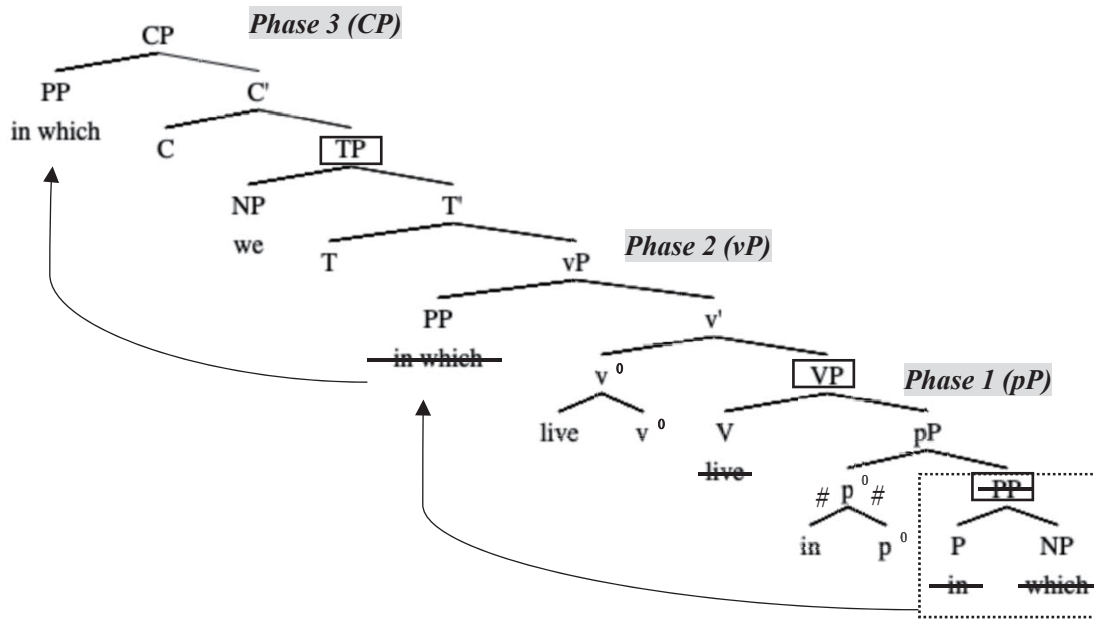 Phase 3 (CP)
CP
PP C'
in which
C TP
NP T'
we
Phase 2 (vP)
T vP
PP v'
in which
v⁰ VP
Phase 1 (pP)
live v⁰ V pP
live
# p⁰ # PP
in p⁰ P NP
in which